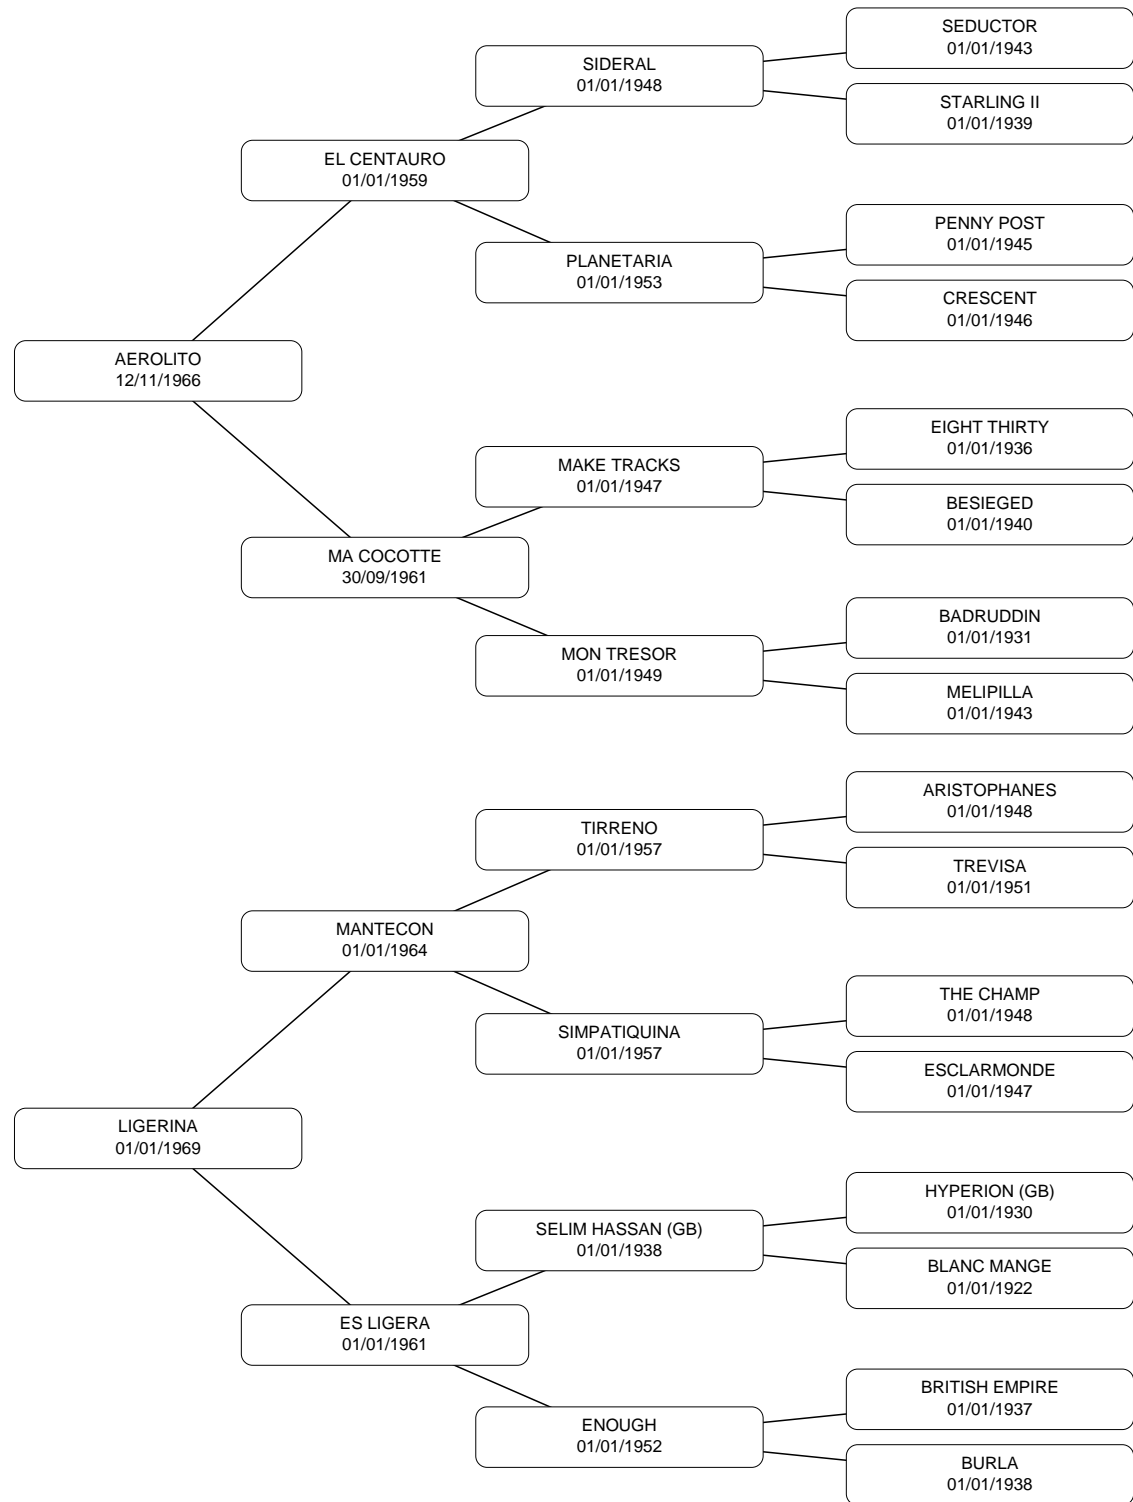 SEDUCTOR
01/01/1943
SIDERAL
01/01/1948
STARLING II
01/01/1939
EL CENTAURO
01/01/1959
PENNY POST
01/01/1945
PLANETARIA
01/01/1953
CRESCENT
01/01/1946
AEROLITO
12/11/1966
EIGHT THIRTY
01/01/1936
MAKE TRACKS
01/01/1947
BESIEGED
01/01/1940
MA COCOTTE
30/09/1961
BADRUDDIN
01/01/1931
MON TRESOR
01/01/1949
MELIPILLA
01/01/1943
ARISTOPHANES
01/01/1948
TIRRENO
01/01/1957
TREVISA
01/01/1951
MANTECON
01/01/1964
THE CHAMP
01/01/1948
SIMPATIQUINA
01/01/1957
ESCLARMONDE
01/01/1947
LIGERINA
01/01/1969
HYPERION (GB)
01/01/1930
SELIM HASSAN (GB)
01/01/1938
BLANC MANGE
01/01/1922
ES LIGERA
01/01/1961
BRITISH EMPIRE
01/01/1937
ENOUGH
01/01/1952
BURLA
01/01/1938